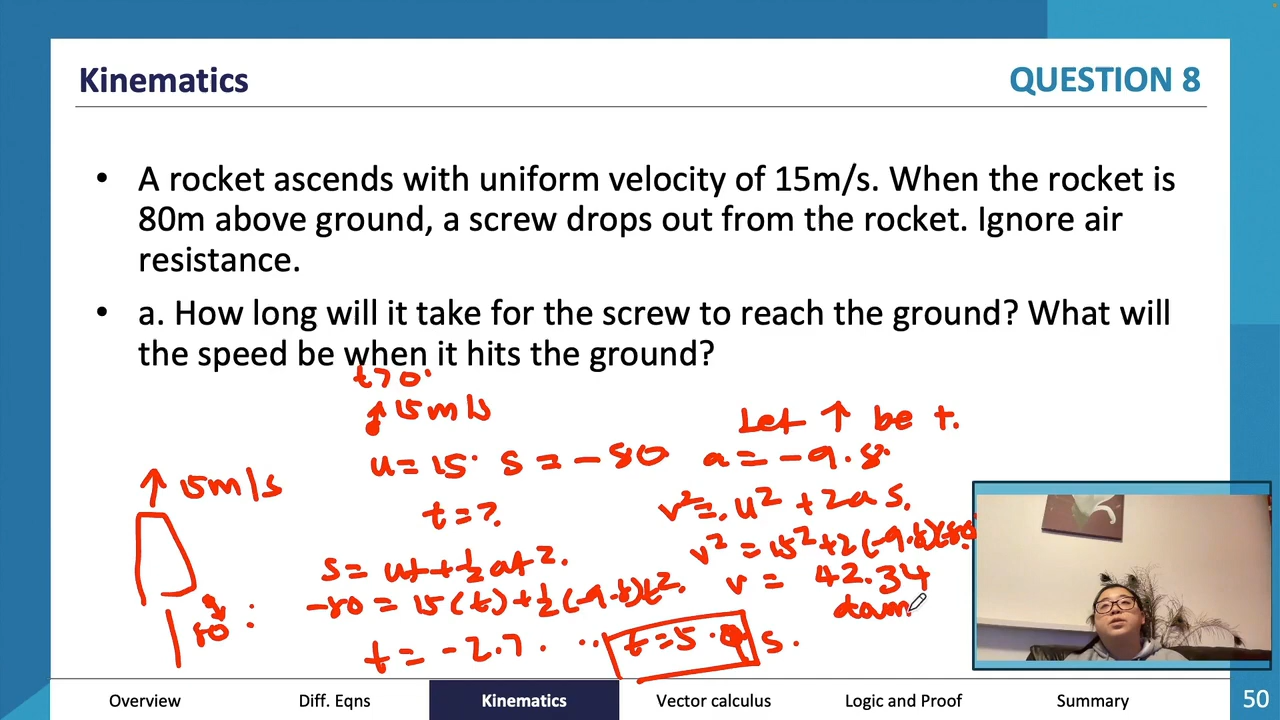 Kinematics
QUESTION 8
• A rocket ascends with uniform velocity of 15m/s. When the rocket is
80m above ground, a screw drops out from the rocket. Ignore air
resistance.
• a. How long will it take for the screw to reach the ground? What will
the speed be when it hits the ground?
t>0.
↑15m/s
Let ↑ be +.
u=15. s=-80 a=-9.8.
↑ 15m/s
t=?
v²=. u²+2as.
v²=15²+2(-9.8)(-80)
s=ut+½at².
v= 42.34
-80=15(t)+½(-9.8)t².
down
80:
t=-2.7. .. t=5. s.
Overview
Diff. Eqns
Kinematics
Vector calculus
Logic and Proof
Summary
50